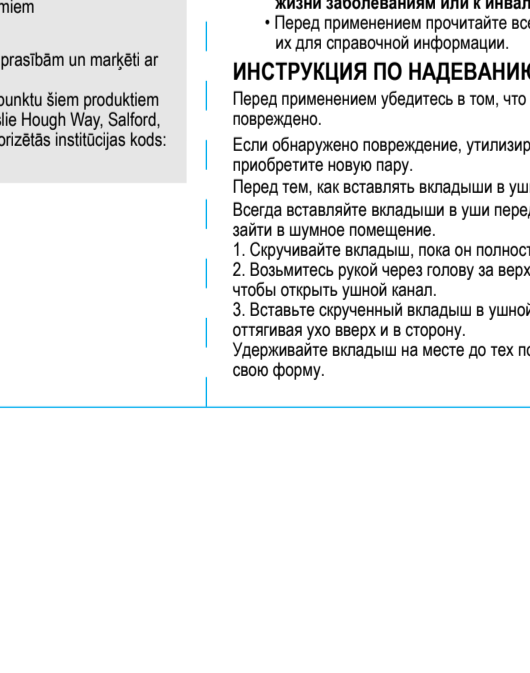 miem
prasībām un marķēti ar
punktu šiem produktiem
slie Hough Way, Salford,
orizētās institūcijas kods:
жизни заболеваниям или к инвал
• Перед применением прочитайте все
их для справочной информации.
ИНСТРУКЦИЯ ПО НАДЕВАНИЮ
Перед применением убедитесь в том, что
повреждено.
Если обнаружено повреждение, утилизир
приобретите новую пару.
Перед тем, как вставлять вкладыши в уши
Всегда вставляйте вкладыши в уши перед
зайти в шумное помещение.
1. Скручивайте вкладыш, пока он полност
2. Возьмитесь рукой через голову за верх
чтобы открыть ушной канал.
3. Вставьте скрученный вкладыш в ушной
оттягивая ухо вверх и в сторону.
Удерживайте вкладыш на месте до тех по
свою форму.